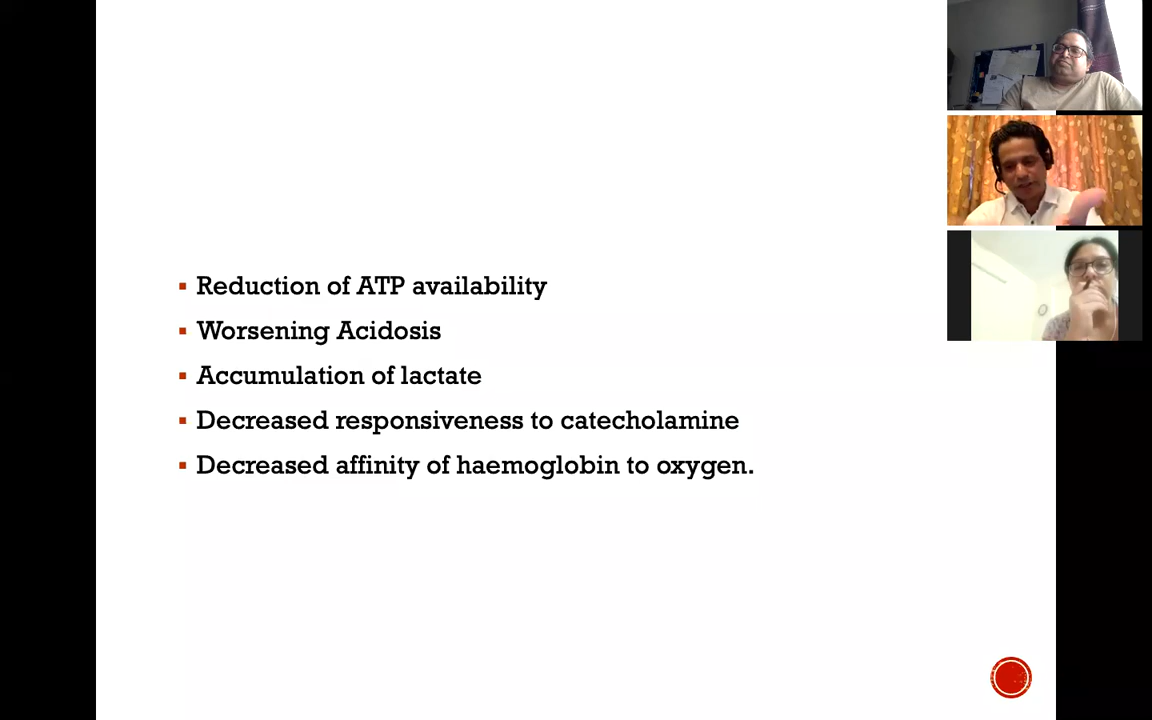 Reduction of ATP availability
Worsening Acidosis
Accumulation of lactate
Decreased responsiveness to catecholamine
Decreased affinity of haemoglobin to oxygen.